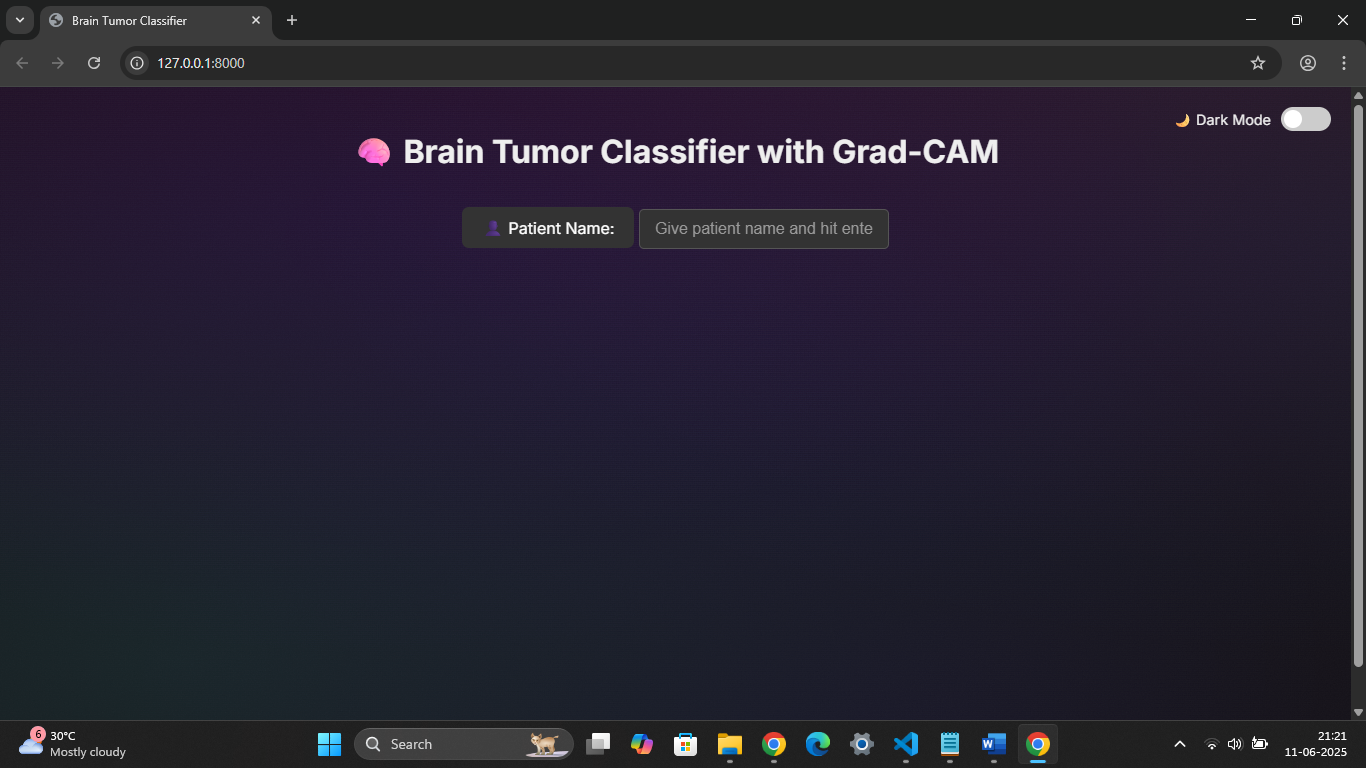 Brain Tumor Classifier
127.0.0.1:8000
🌙 Dark Mode
🧠 Brain Tumor Classifier with Grad-CAM
👤 Patient Name:
Give patient name and hit ente
6
30°C
Mostly cloudy
Search
21:21
11-06-2025